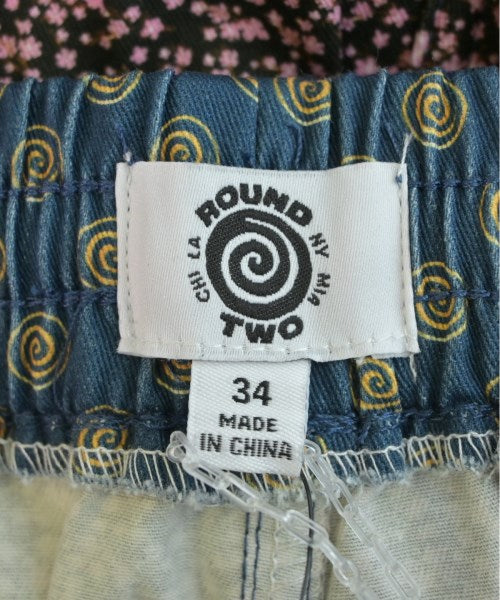 ROUND
CHI LA
NY MIA
TWO
34
MADE
IN CHINA